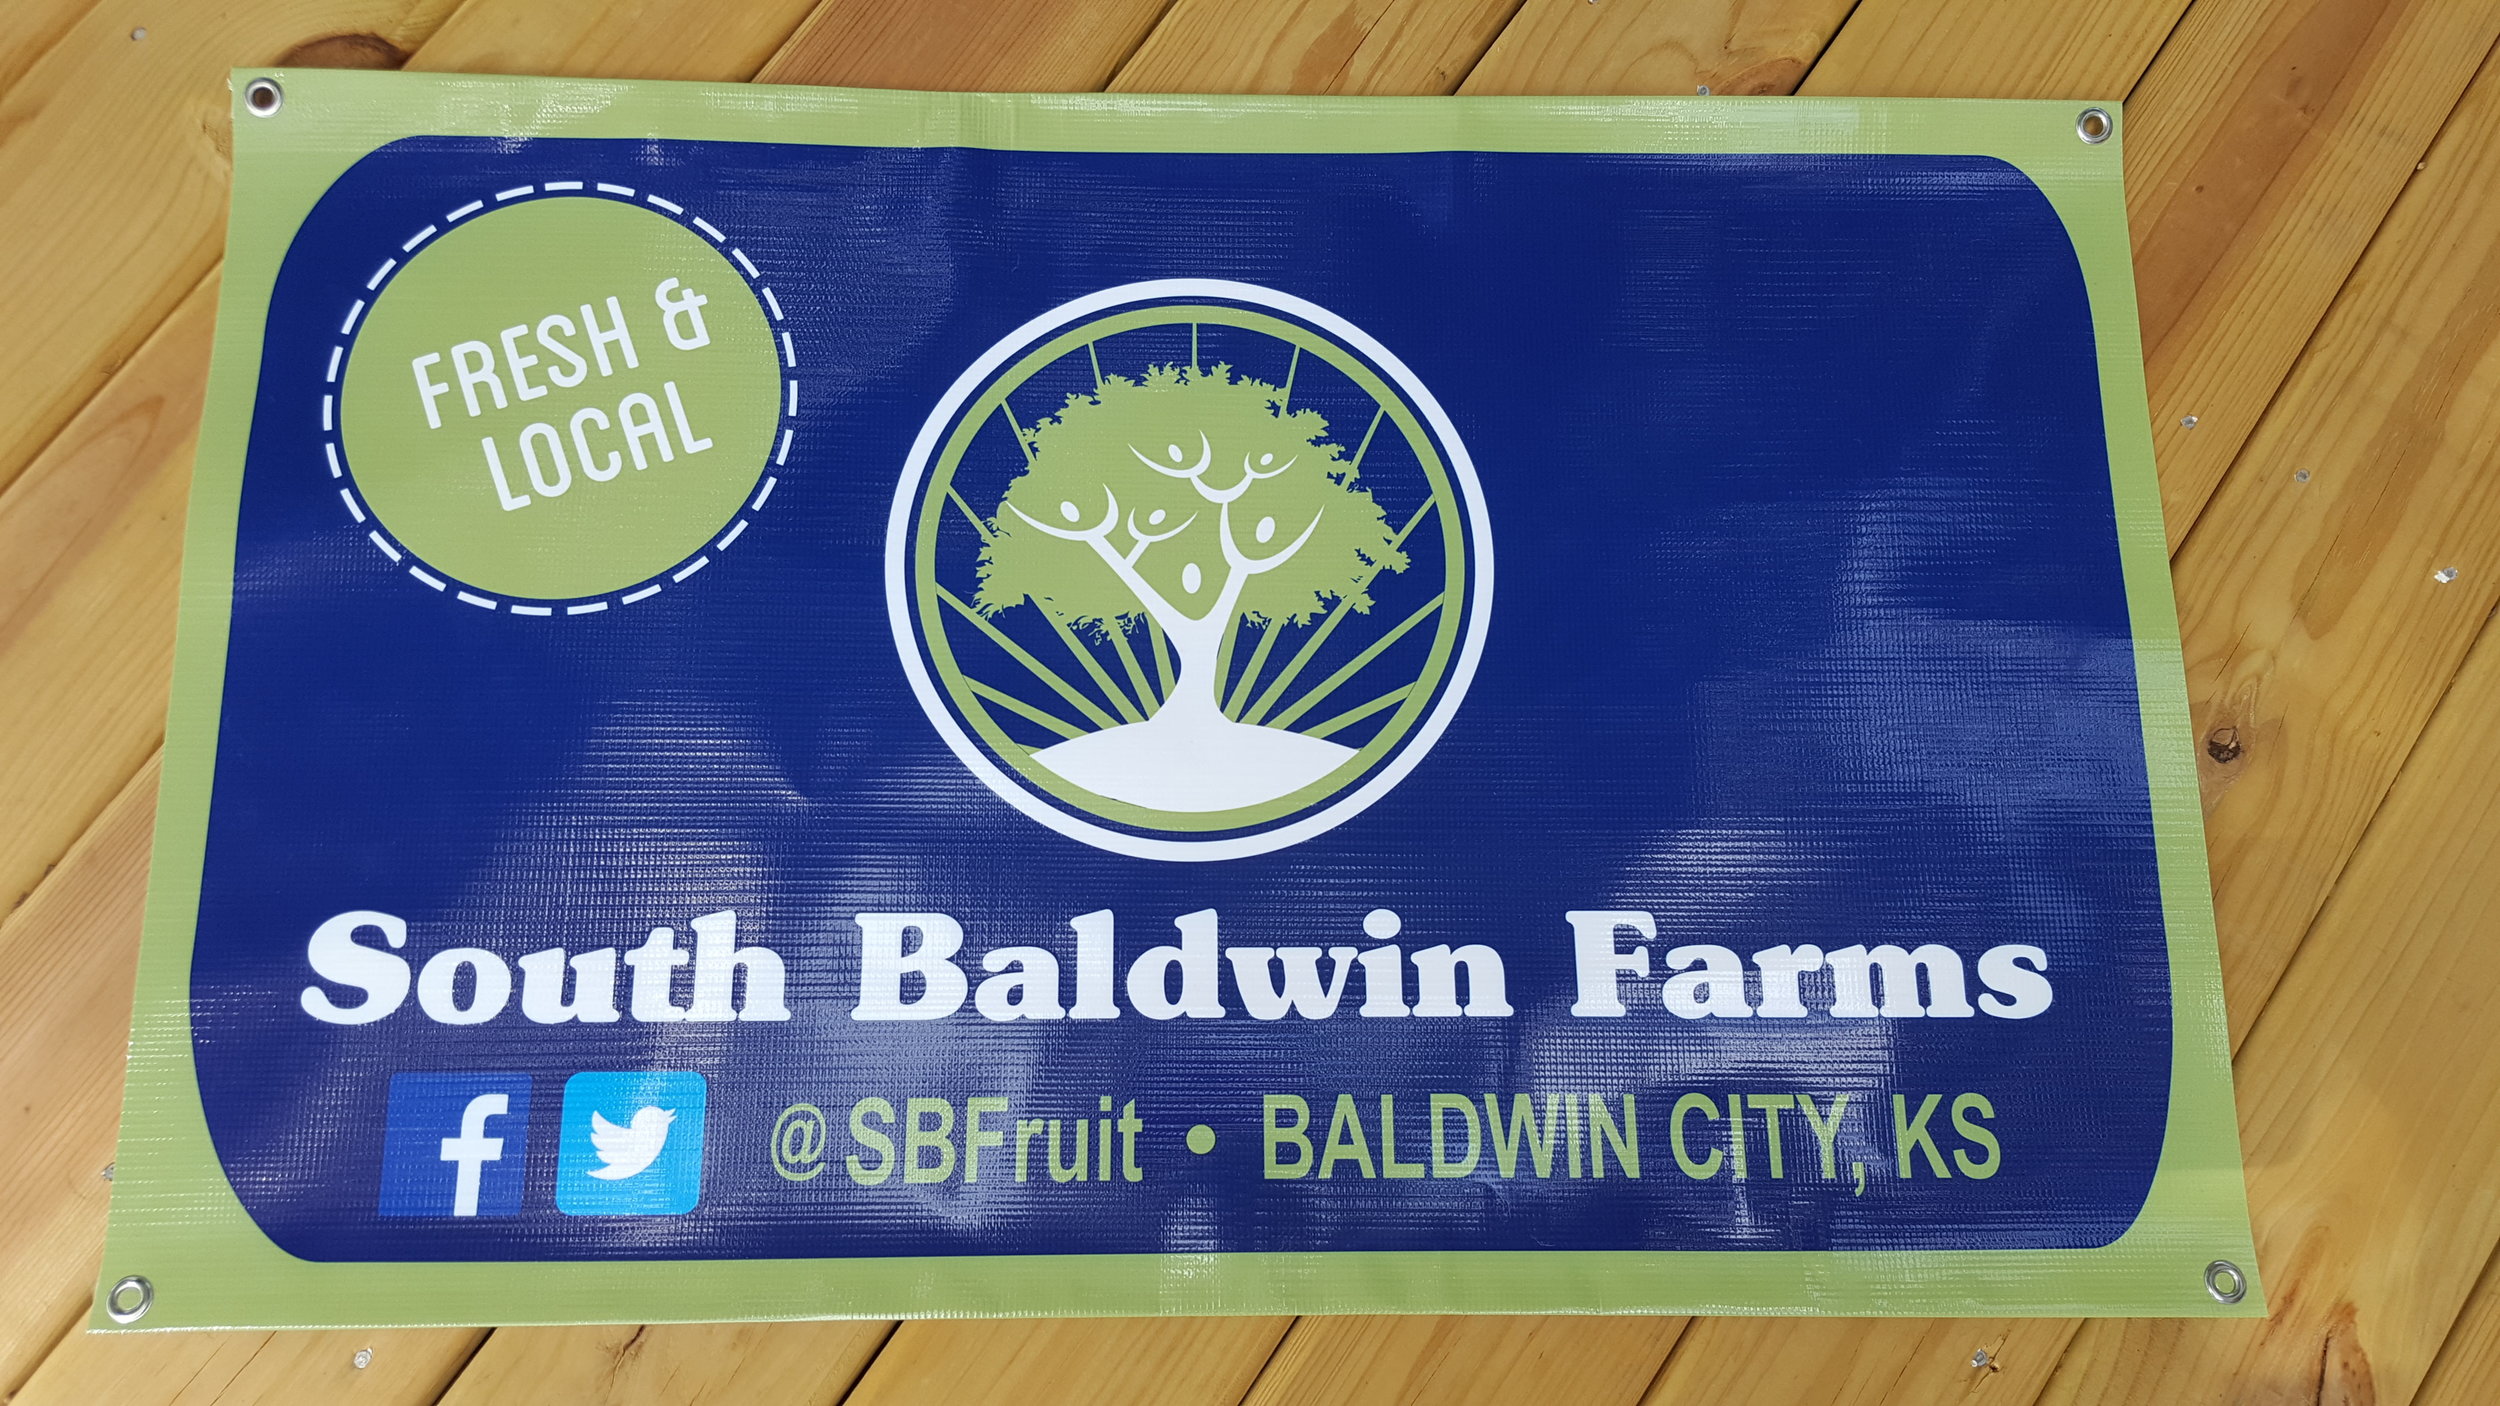 FRESH &
LOCAL
South Baldwin Farms
f @SBFruit • BALDWIN CITY, KS